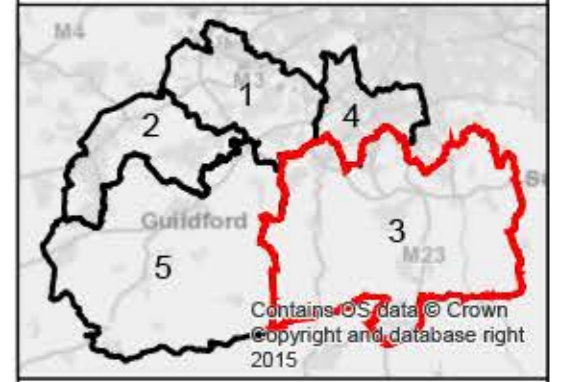 M4
M3
1
2
4
Guildford
3
M23
5
Contains OS data © Crown
Copyright and database right
2015